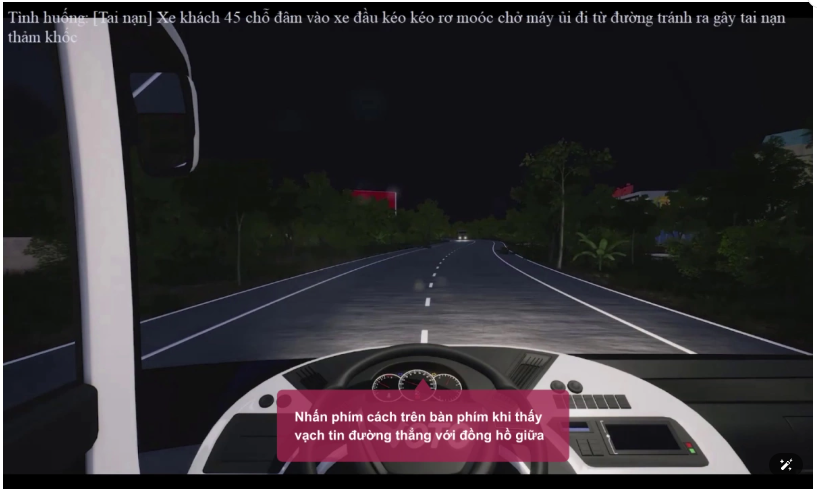 Tình huống: [Tai nạn] Xe khách 45 chỗ đâm vào xe đầu kéo kéo rơ moóc chở máy ủi đi từ đường tránh ra gây tai nạn
thảm khốc
Nhấn phím cách trên bàn phím khi thấy
vạch tin đường thẳng với đồng hồ giữa